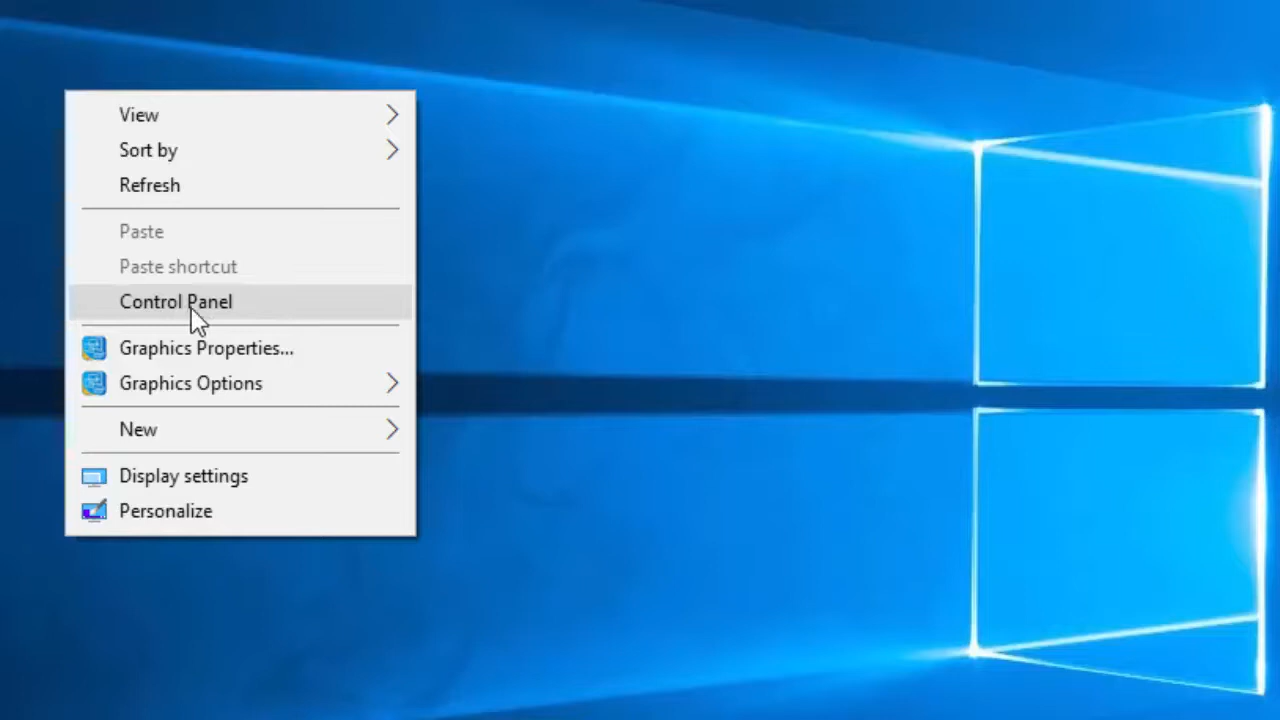 View
Sort by
Refresh
Paste
Paste shortcut
Control Panel
Graphics Properties...
Graphics Options
New
Display settings
Personalize